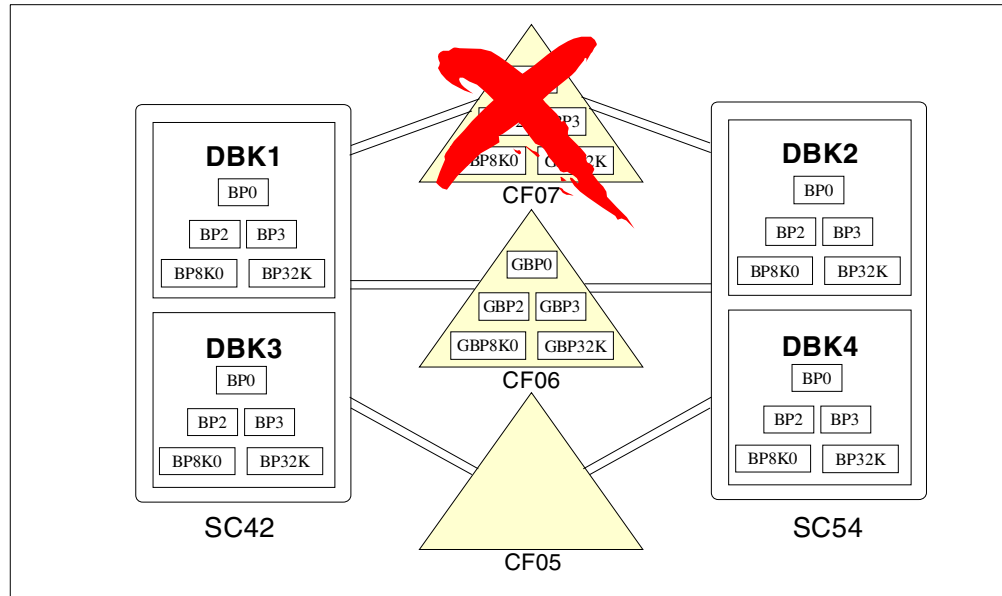 DBK1
BP0
BP2 BP3
BP8K0 BP32K
DBK3
BP0
BP2 BP3
BP8K0 BP32K
SC42
CF07
GBP0
GBP2 GBP3
GBP8K0 GBP32K
CF06
CF05
DBK2
BP0
BP2 BP3
BP8K0 BP32K
DBK4
BP0
BP2 BP3
BP8K0 BP32K
SC54